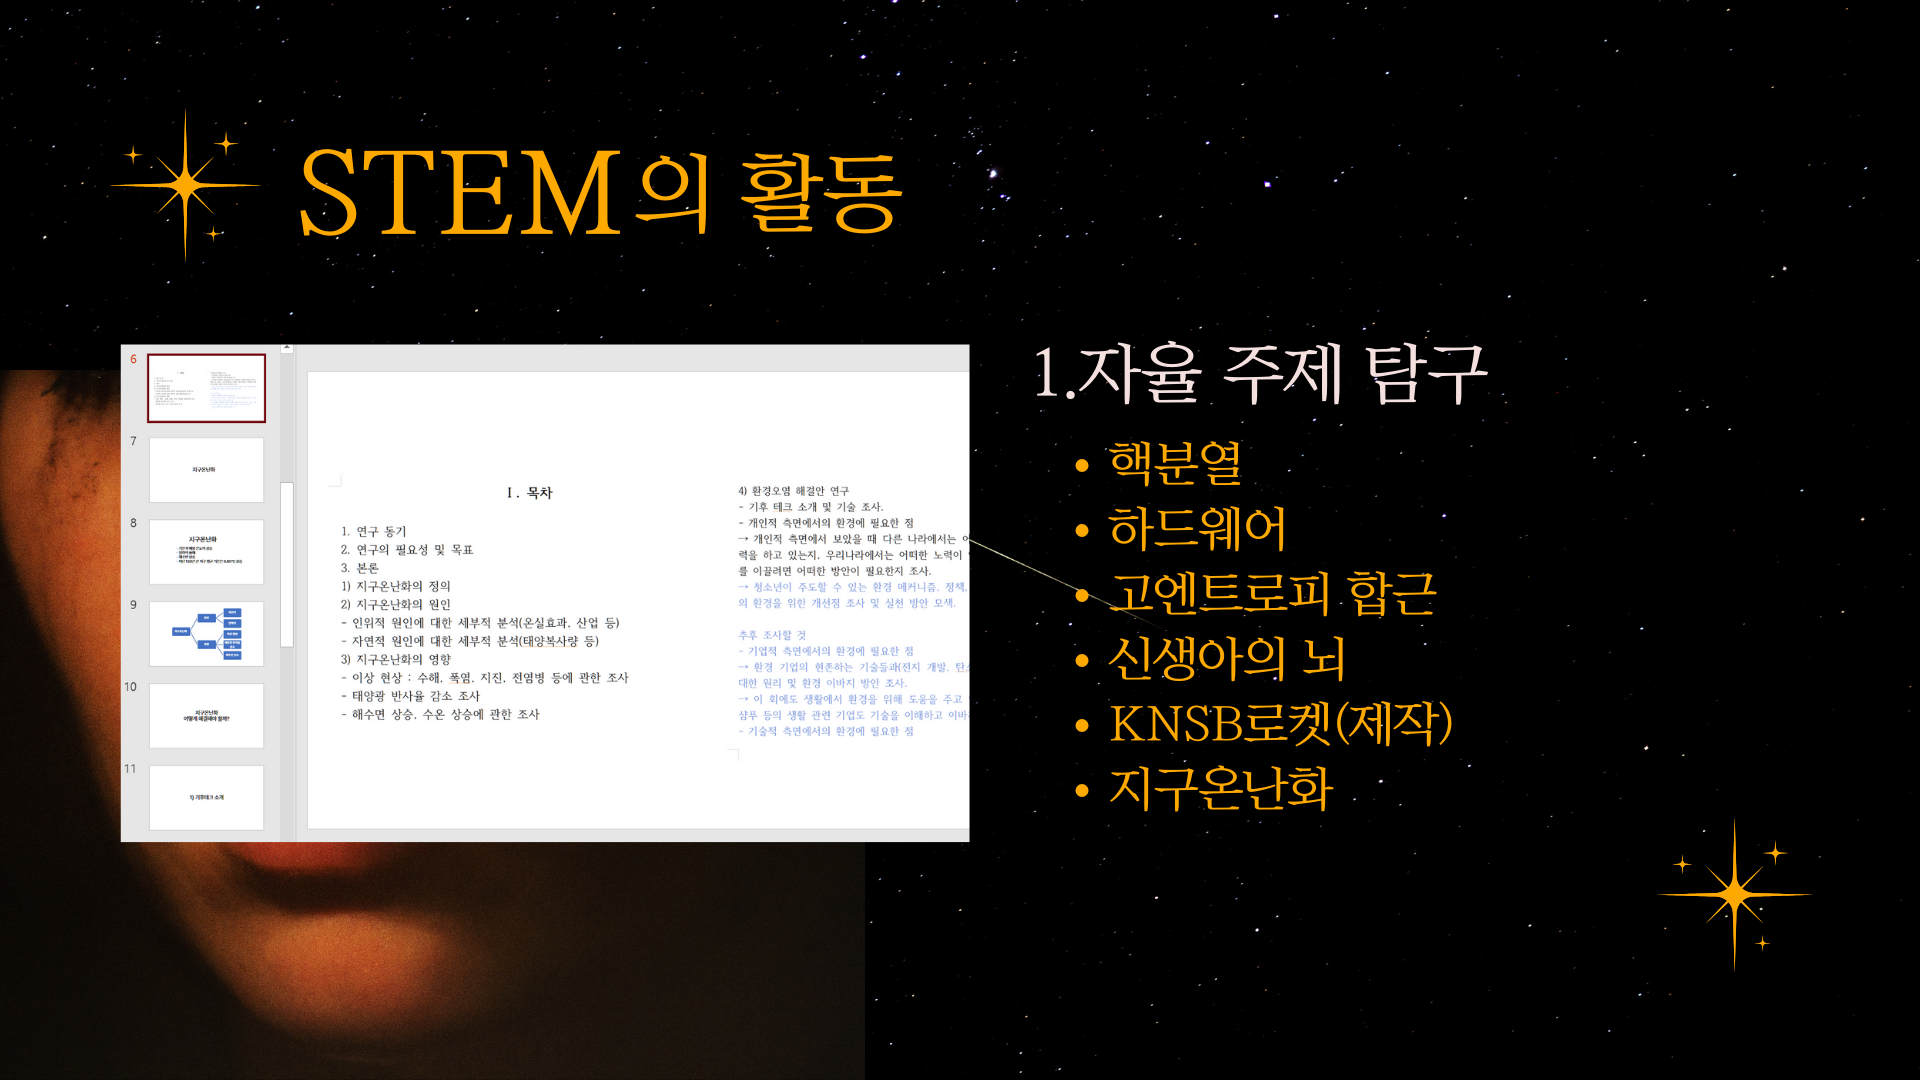 STEM의 활동
6
7
지구온난화
8
지구온난화
9
10
지구온난화
어떻게 해결해야 할까?
11
1) 기후테크 소개
I. 목차
1. 연구 동기
2. 연구의 필요성 및 목표
3. 본론
1) 지구온난화의 정의
2) 지구온난화의 원인
- 인위적 원인에 대한 세부적 분석(온실효과, 산업 등)
- 자연적 원인에 대한 세부적 분석(태양복사량 등)
3) 지구온난화의 영향
- 이상 현상 : 수해, 폭염, 지진, 전염병 등에 관한 조사
- 태양광 반사율 감소 조사
- 해수면 상승, 수온 상승에 관한 조사
4) 환경오염 해결안 연구
- 기후 테크 소개 및 기술 조사.
- 개인적 측면에서의 환경에 필요한 점
→ 개인적 측면에서 보았을 때 다른 나라에서는
력을 하고 있는지, 우리나라에서는 어떠한 노력이
를 이끌려면 어떠한 방안이 필요한지 조사.
→ 청소년이 주도할 수 있는 환경 메커니즘, 정책,
의 환경을 위한 개선점 조사 및 실천 방안 모색.
추후 조사할 것
- 기업적 측면에서의 환경에 필요한 점
→ 환경 기업의 현존하는 기술들과(전지 개발, 탄소
대한 원리 및 환경 이바지 방안 조사.
→ 이 회에도 생활에서 환경을 위해 도움을 주고
샴푸 등의 생활 관련 기업도 기술을 이해하고 이바
- 기술적 측면에서의 환경에 필요한 점
1.자율 주제 탐구
• 핵분열
• 하드웨어
• 고엔트로피 합근
• 신생아의 뇌
• KNSB로켓(제작)
• 지구온난화